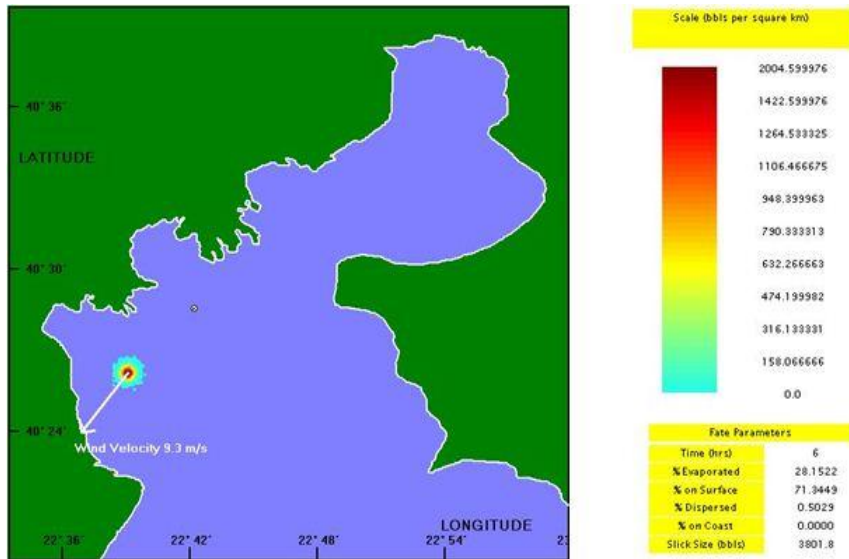 Scale (bbls per square km)
2004.599976
1422.599976
1264.533325
1106.466675
948.399963
790.333313
632.266663
474.199982
316.133331
158.066666
0.0
40° 36'
LATITUDE
40° 30'
40° 24'
Wind Velocity 9.3 m/s
LONGITUDE
22° 36' 22° 42' 22° 48' 22° 54' 23
Fate Parameters
Time (hrs) 6
% Evaporated 28.1522
% on Surface 71.3449
% Dispersed 0.5029
% on Coast 0.0000
Slick Size (bbls) 3801.8